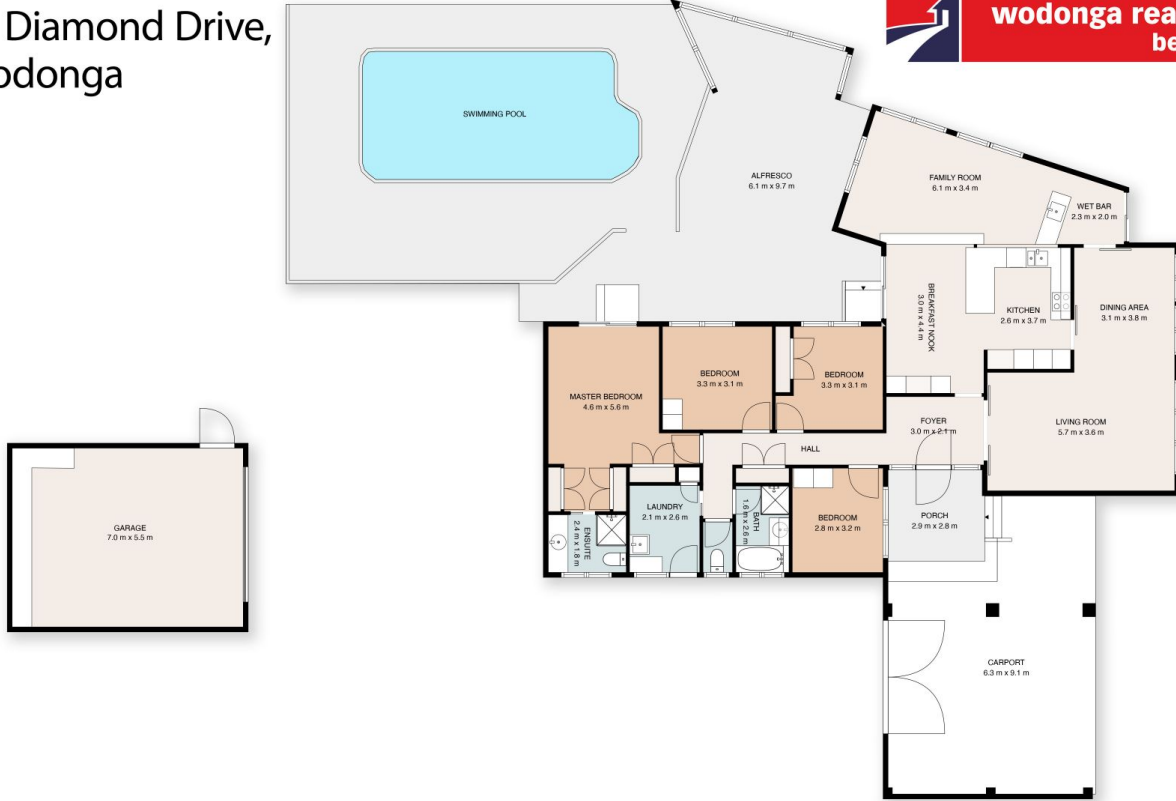 Diamond Drive,
odonga
wodonga rea
be
SWIMMING POOL
ALFRESCO
6.1 m x 9.7 m
FAMILY ROOM
6.1 m x 3.4 m
WET BAR
2.3 m x 2.0 m
BREAKFAST NOOK
3.0 m x 4.4 m
KITCHEN
2.6 m x 3.7 m
DINING AREA
3.1 m x 3.8 m
MASTER BEDROOM
4.6 m x 5.6 m
BEDROOM
3.3 m x 3.1 m
BEDROOM
3.3 m x 3.1 m
FOYER
3.0 m x 2.1 m
LIVING ROOM
5.7 m x 3.6 m
HALL
GARAGE
7.0 m x 5.5 m
ENSUITE
2.4 m x 1.8 m
LAUNDRY
2.1 m x 2.6 m
BATH
1.6 m x 2.6 m
BEDROOM
2.8 m x 3.2 m
PORCH
2.9 m x 2.8 m
CARPORT
6.3 m x 9.1 m